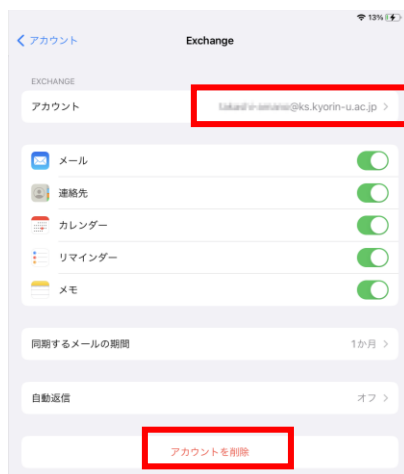 13%
アカウント
Exchange
EXCHANGE
アカウント @ks.kyorin-u.ac.jp
メール
連絡先
カレンダー
リマインダー
メモ
同期するメールの期間 1か月
自動返信 オフ
アカウントを削除